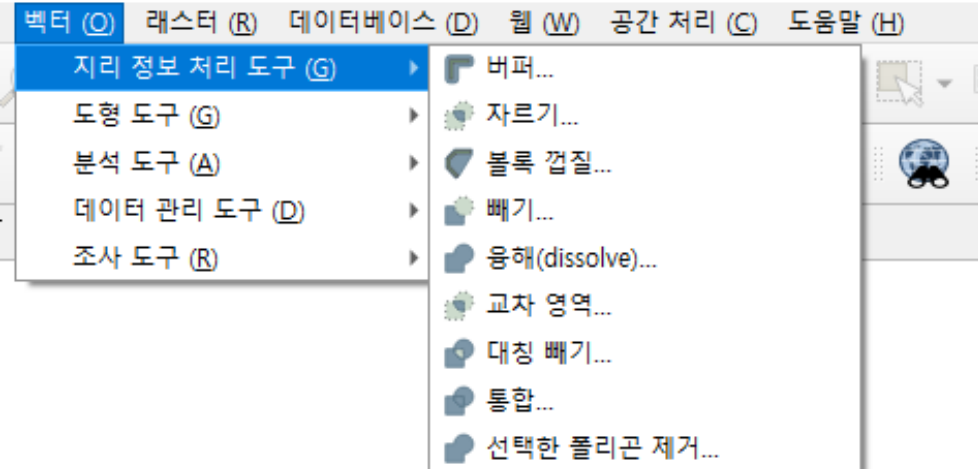 벡터 (O) 래스터 (R) 데이터베이스 (D) 웹 (W) 공간 처리 (C) 도움말 (H)
지리 정보 처리 도구 (G)
도형 도구 (G)
분석 도구 (A)
데이터 관리 도구 (D)
조사 도구 (R)
버퍼...
자르기...
볼록 껍질...
빼기...
융해(dissolve)...
교차 영역...
대칭 빼기...
통합...
선택한 폴리곤 제거...